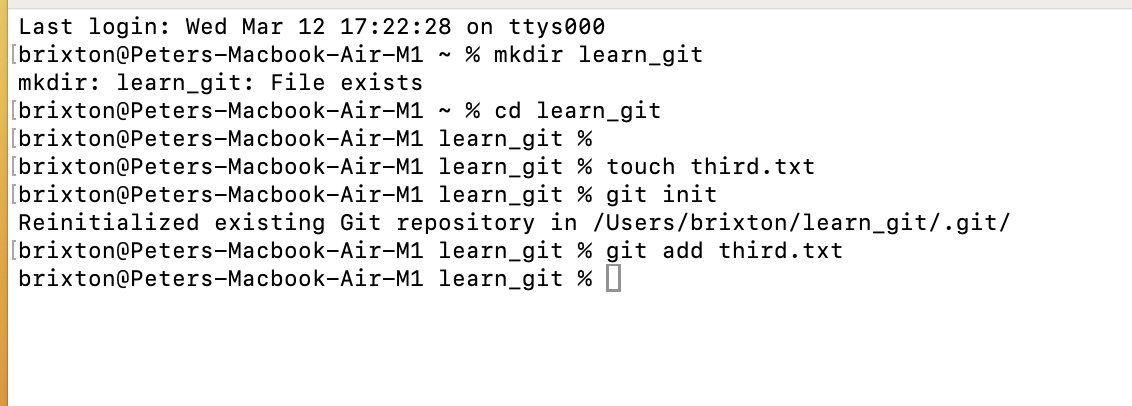 Last login: Wed Mar 12 17:22:28 on ttys000
[brixton@Peters-Macbook-Air-M1 ~ % mkdir learn_git
mkdir: learn_git: File exists
[brixton@Peters-Macbook-Air-M1 ~ % cd learn_git
[brixton@Peters-Macbook-Air-M1 learn_git %
[brixton@Peters-Macbook-Air-M1 learn_git % touch third.txt
[brixton@Peters-Macbook-Air-M1 learn_git % git init
Reinitialized existing Git repository in /Users/brixton/learn_git/.git/
[brixton@Peters-Macbook-Air-M1 learn_git % git add third.txt
brixton@Peters-Macbook-Air-M1 learn_git %